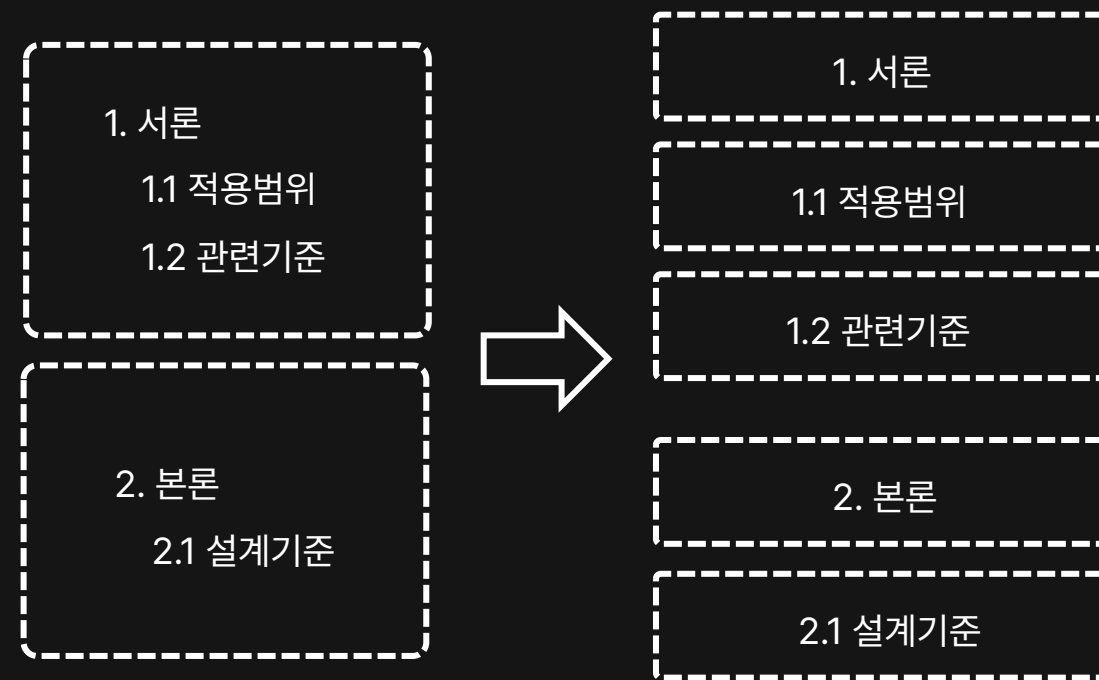 1. 서론
1.1 적용범위
1.2 관련기준
2. 본론
2.1 설계기준
1. 서론
1.1 적용범위
1.2 관련기준
2. 본론
2.1 설계기준